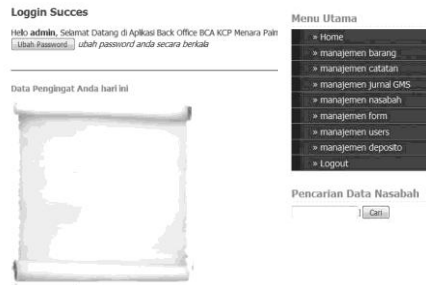 Loggin Succes
Helo admin, Selamat Datang di Aplikasi Back Office BCA KCP Menara Pain
Ubah Password ubah password anda secara berkala
Data Pengingat Anda hari ini
Menu Utama
» Home
» manajemen barang
» manajemen catatan
» manajemen jurnal GMS
» manajemen nasabah
» manajemen form
» manajemen users
» manajemen deposito
» Logout
Pencarian Data Nasabah
Cari